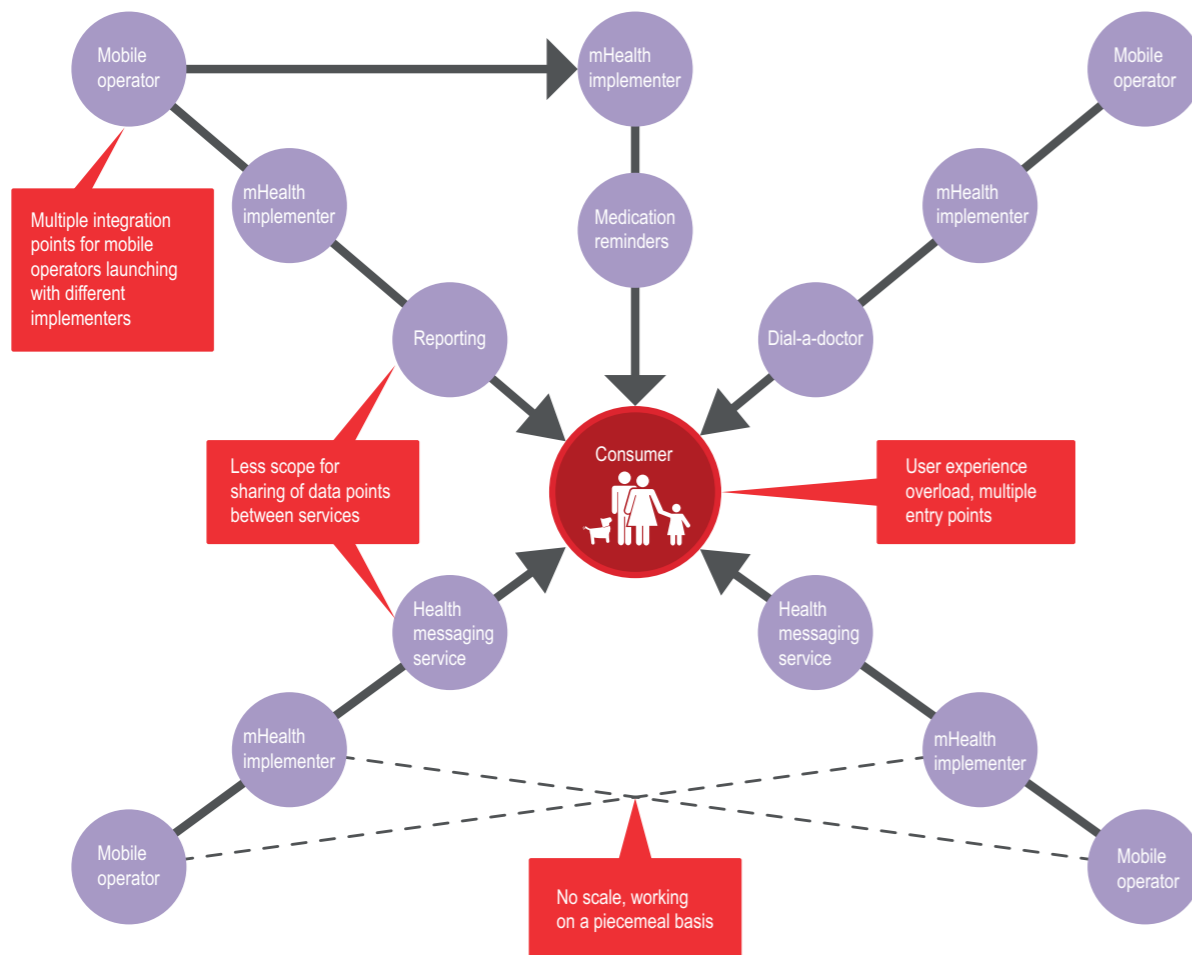 Mobile
operator
mHealth
implementer
Mobile
operator
mHealth
implementer
Medication
reminders
mHealth
implementer
Multiple integration
points for mobile
operators launching
with different
implementers
Reporting
Dial-a-doctor
Less scope for
sharing of data points
between services
Consumer
User experience
overload, multiple
entry points
Health
messaging
service
Health
messaging
service
mHealth
implementer
mHealth
implementer
Mobile
operator
Mobile
operator
No scale, working
on a piecemeal basis